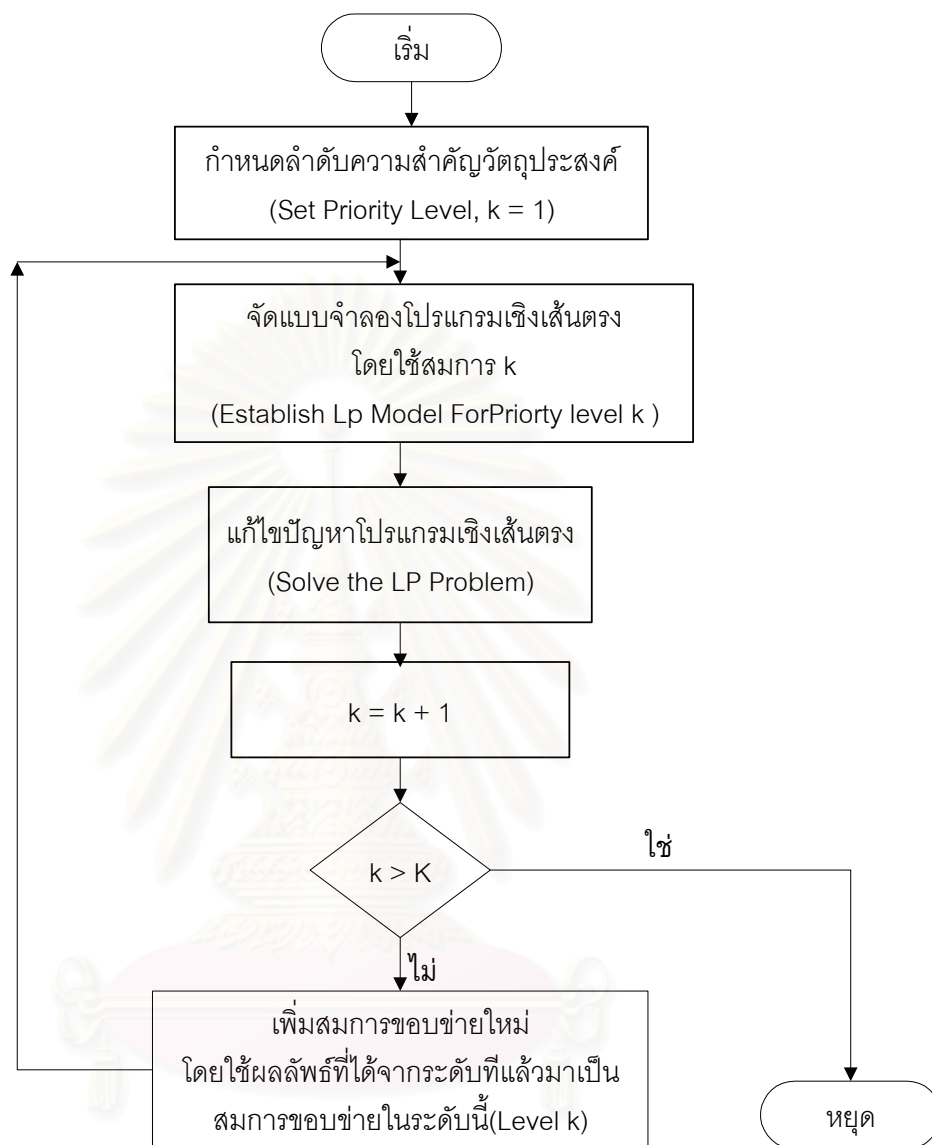 เริ่ม
กำหนดลำดับความสำคัญวัตถุประสงค์
(Set Priority Level, k = 1)
จัดแบบจำลองโปรแกรมเชิงเส้นตรง
โดยใช้สมการ k
(Establish Lp Model ForPriorty level k )
แก้ไขปัญหาโปรแกรมเชิงเส้นตรง
(Solve the LP Problem)
k = k + 1
k > K
ใช่
ไม่
เพิ่มสมการขอบข่ายใหม่
โดยใช้ผลลัพธ์ที่ได้จากระดับทีแล้วมาเป็น
สมการขอบข่ายในระดับนี้(Level k)
หยุด